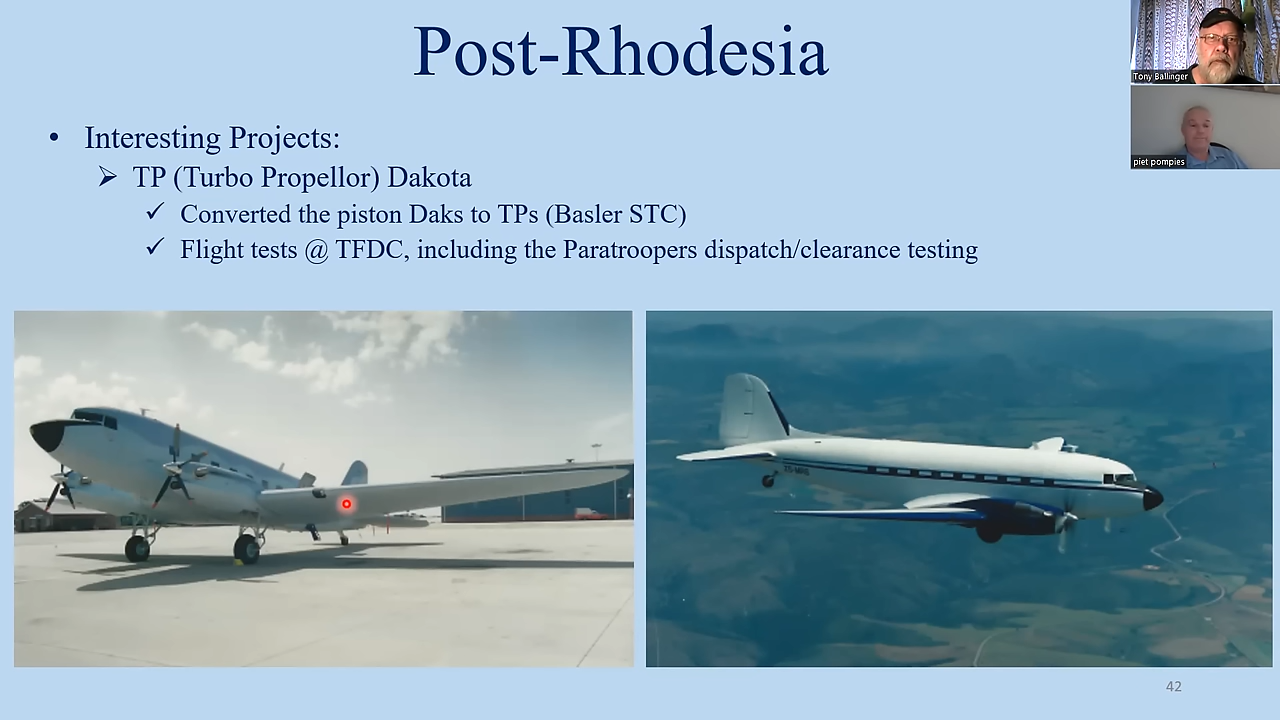 Post-Rhodesia
Tony Ballinger
piet pompies
• Interesting Projects:
➢ TP (Turbo Propellor) Dakota
✓ Converted the piston Daks to TPs (Basler STC)
✓ Flight tests @ TFDC, including the Paratroopers dispatch/clearance testing
42